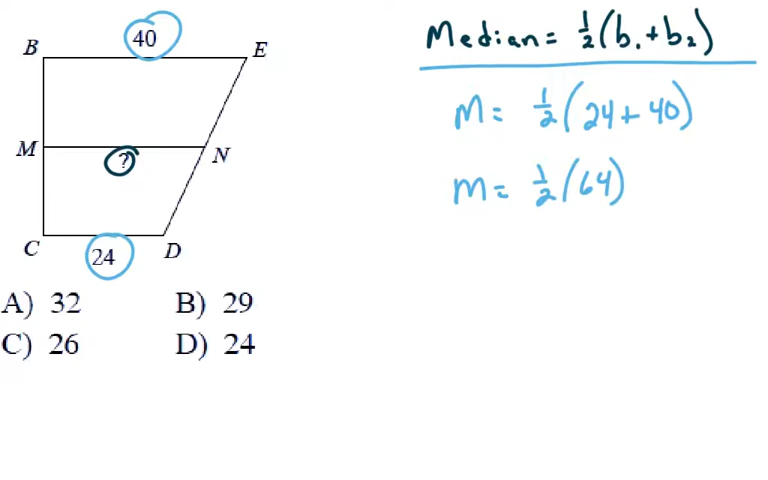 40
B E
M ? N
C D
24
A) 32 B) 29
C) 26 D) 24
Median = 1/2(b₁+b₂)
M = 1/2(24+40)
M = 1/2(64)